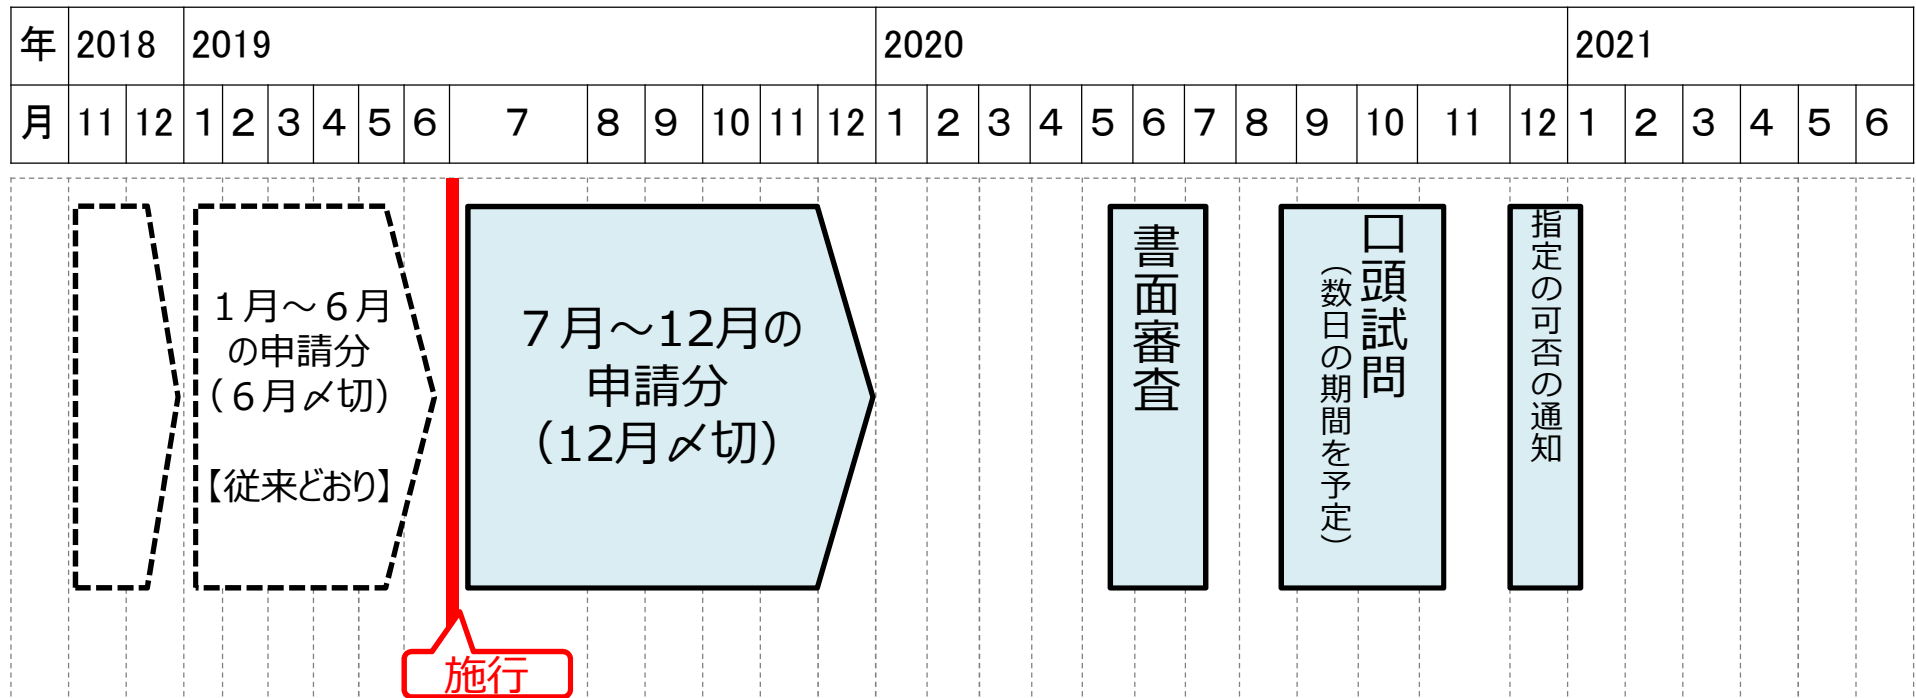 年 2018 2019 2020 2021
月 11 12 1 2 3 4 5 6 7 8 9 10 11 12 1 2 3 4 5 6 7 8 9 10 11 12 1 2 3 4 5 6
１月～６月
の申請分
（６月〆切）
【従来どおり】
７月～12月の
申請分
（12月〆切）
書面審査
口頭試問
（数日の期間を予定）
指定の可否の通知
施行